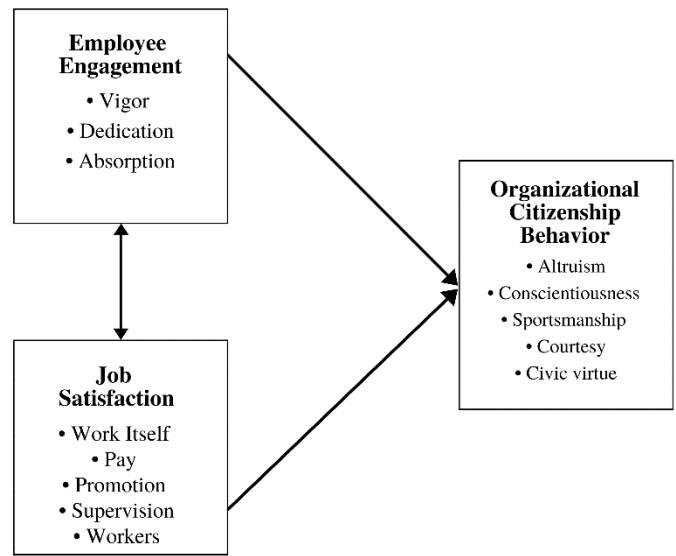 Employee
Engagement
• Vigor
• Dedication
• Absorption
Organizational
Citizenship
Behavior
• Altruism
• Conscientiousness
• Sportsmanship
• Courtesy
• Civic virtue
Job
Satisfaction
• Work Itself
• Pay
• Promotion
• Supervision
• Workers